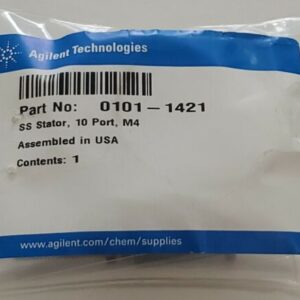 Agilent Technologies
Part No: 0101-1421
SS Stator, 10 Port, M4
Assembled in USA
Contents: 1
www.agilent.com/chem/supplies